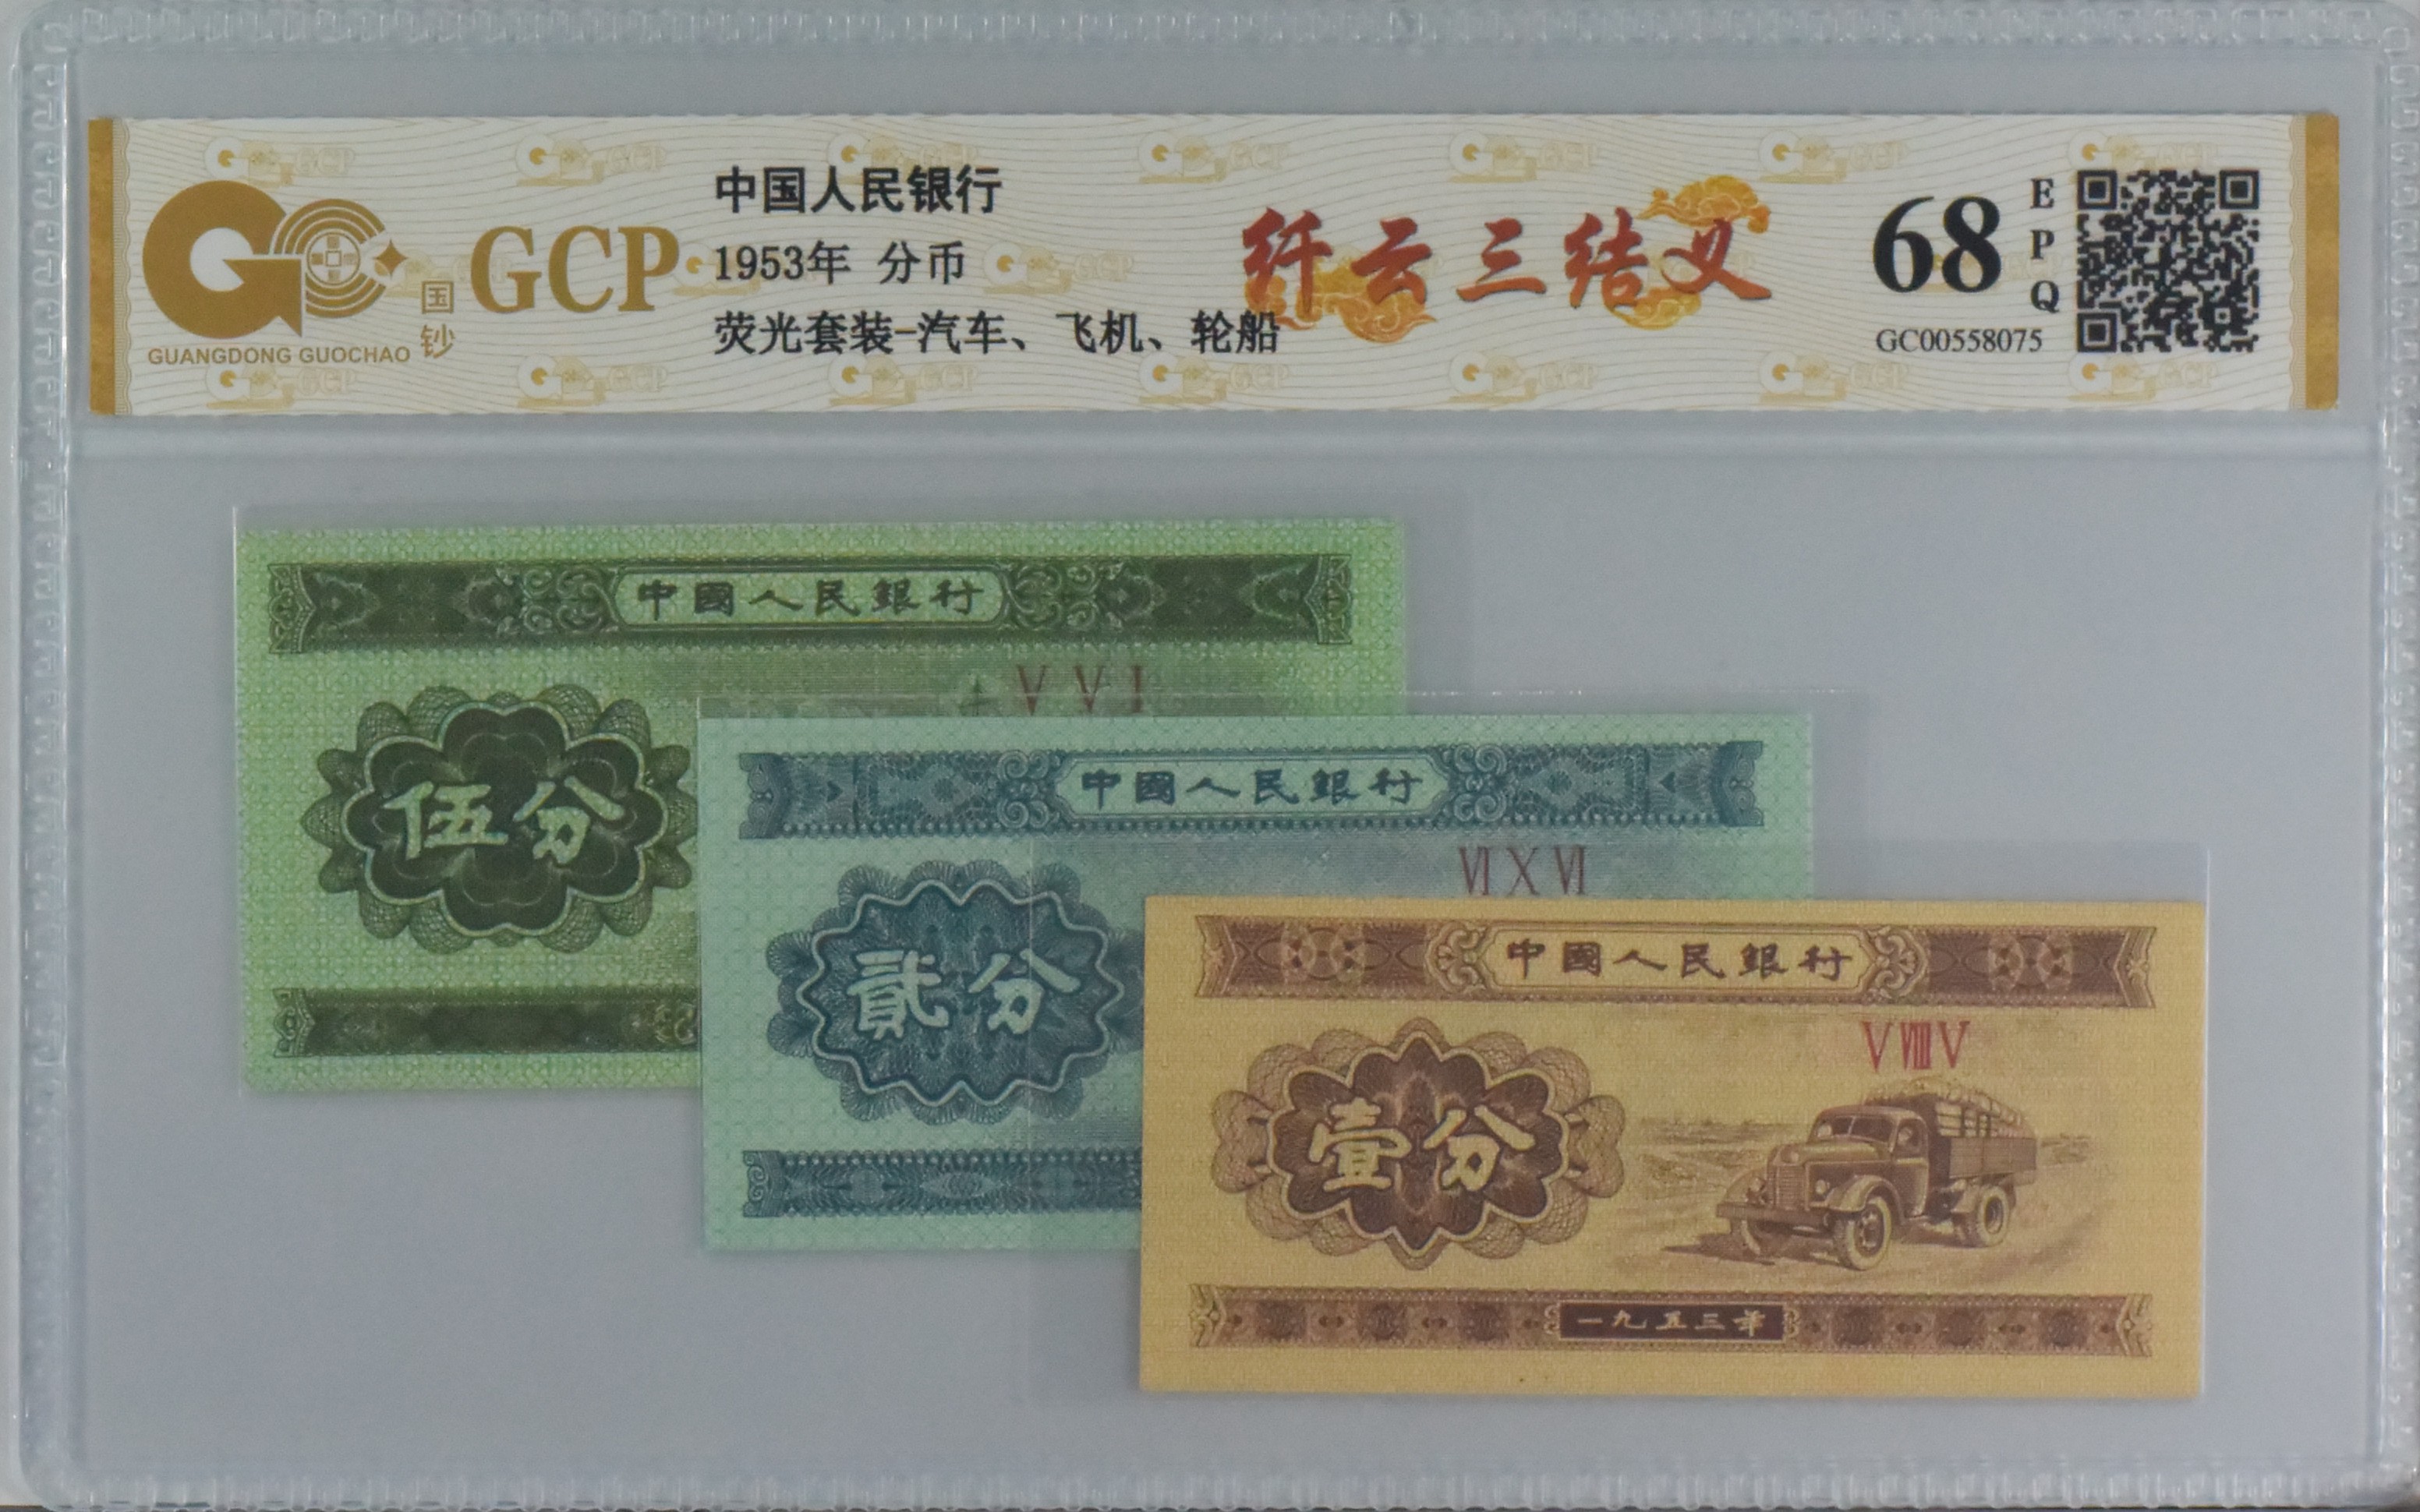 中国人民银行
1953年 分币
荧光套装-汽车、飞机、轮船
GCP
国钞
GUANGDONG GUOCHAO
纤云三结义
68
EPQ
GC00558075
中國人民銀行
V V I
伍分
中國人民銀行
VI X VI
貳分
中國人民銀行
V VIII V
壹分
一九五三年